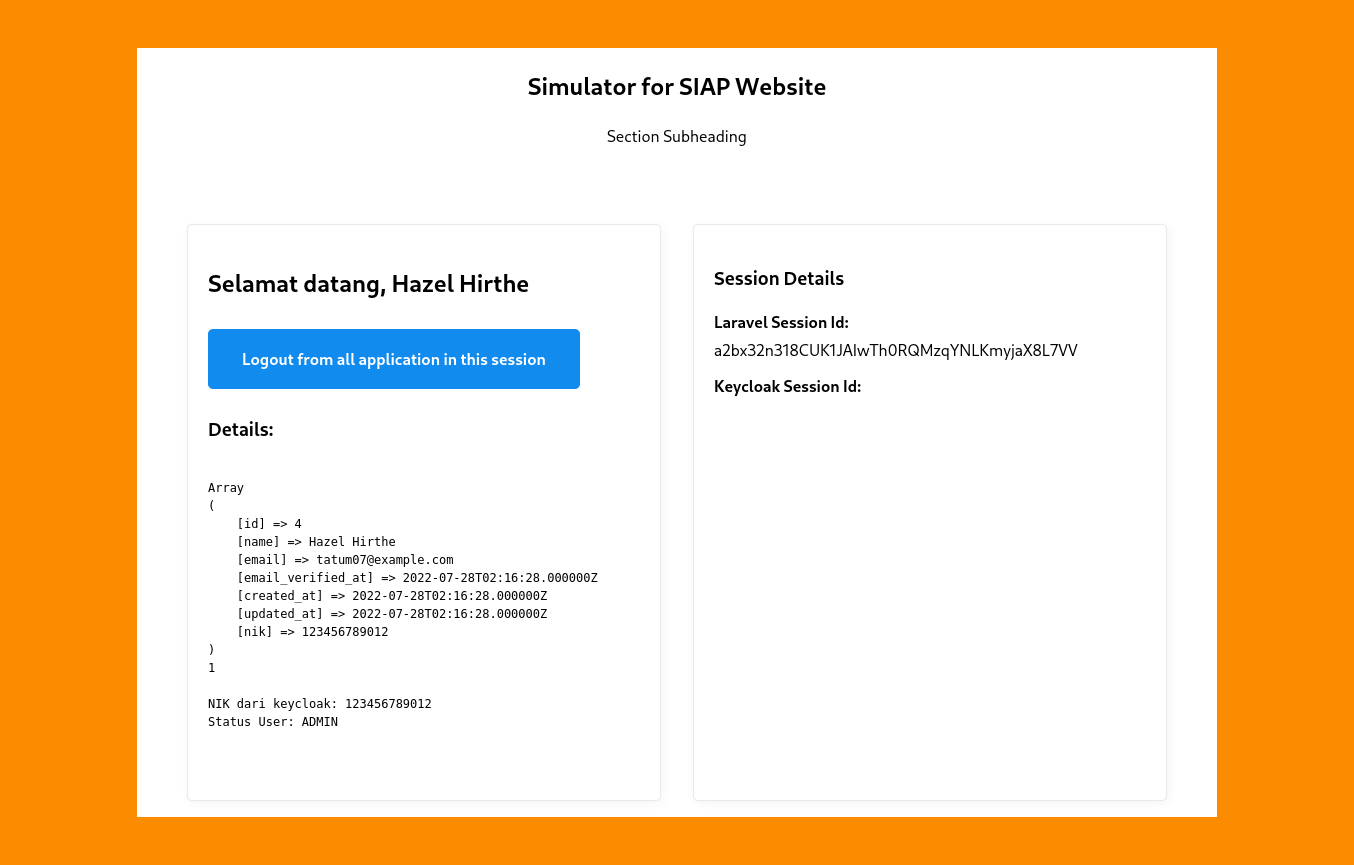 Simulator for SIAP Website
Section Subheading
Selamat datang, Hazel Hirthe
Logout from all application in this session
Details:
Array
(
    [id] => 4
    [name] => Hazel Hirthe
    [email] => tatum07@example.com
    [email_verified_at] => 2022-07-28T02:16:28.000000Z
    [created_at] => 2022-07-28T02:16:28.000000Z
    [updated_at] => 2022-07-28T02:16:28.000000Z
    [nik] => 123456789012
)
1
NIK dari keycloak: 123456789012
Status User: ADMIN
Session Details
Laravel Session Id:
a2bx32n318CUK1JAIwTh0RQMzqYNLKmyjaX8L7VV
Keycloak Session Id: